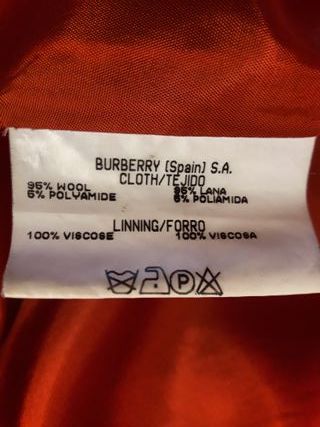 BURBERRY (Spain) S.A.
CLOTH/TEJIDO
95% WOOL 95% LANA
5% POLYAMIDE 5% POLIAMIDA
LINNING/FORRO
100% VISCOSE 100% VISCOSA
P